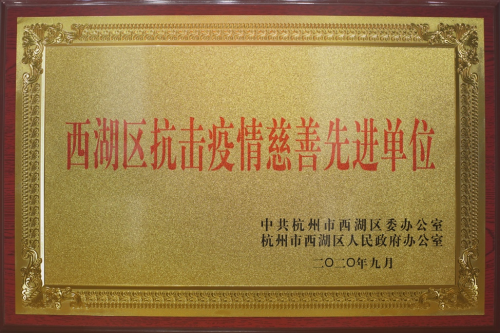 西湖区抗击疫情慈善先进单位
中共杭州市西湖区委办公室
杭州市西湖区人民政府办公室
二〇二〇年九月